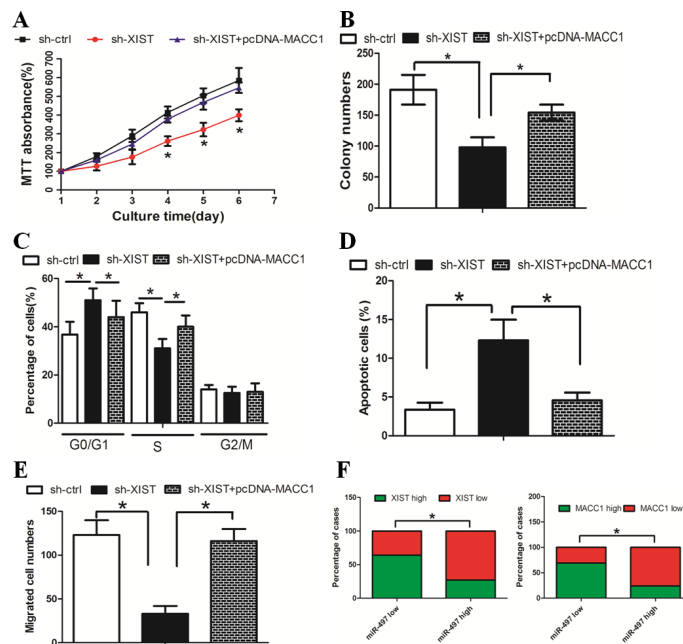 A
sh-ctrl sh-XIST sh-XIST+pcDNA-MACC1
MTT absorbance(%)
700
600
500
400
300
200
100
0
* * *
1 2 3 4 5 6 7
Culture time(day)
B
sh-ctrl sh-XIST sh-XIST+pcDNA-MACC1
Colony numbers
250
200
150
100
50
0
* *
C
sh-ctrl sh-XIST sh-XIST+pcDNA-MACC1
Percentage of cells(%)
60
40
20
0
* * * *
G0/G1 S G2/M
D
sh-ctrl sh-XIST sh-XIST+pcDNA-MACC1
Apoptotic cells (%)
20
15
10
5
0
* *
E
sh-ctrl sh-XIST sh-XIST+pcDNA-MACC1
Migrated cell numbers
150
100
50
0
* *
F
XIST high XIST low
Percentage of cases
150
100
50
0
*
miR-497 low miR-497 high
MACC1 high MACC1 low
Percentage of cases
150
100
50
0
*
miR-497 low miR-497 high